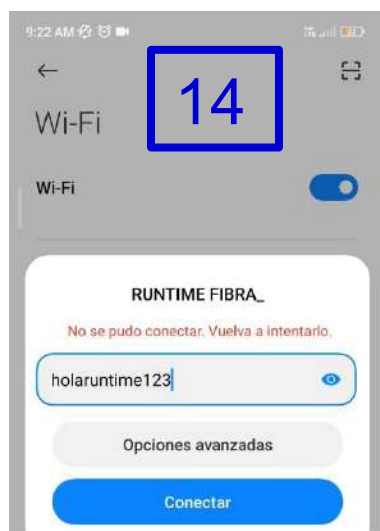 9:22 AM
14
Wi-Fi
Wi-Fi
RUNTIME FIBRA_
No se pudo conectar. Vuelva a intentarlo.
holaruntime123
Opciones avanzadas
Conectar